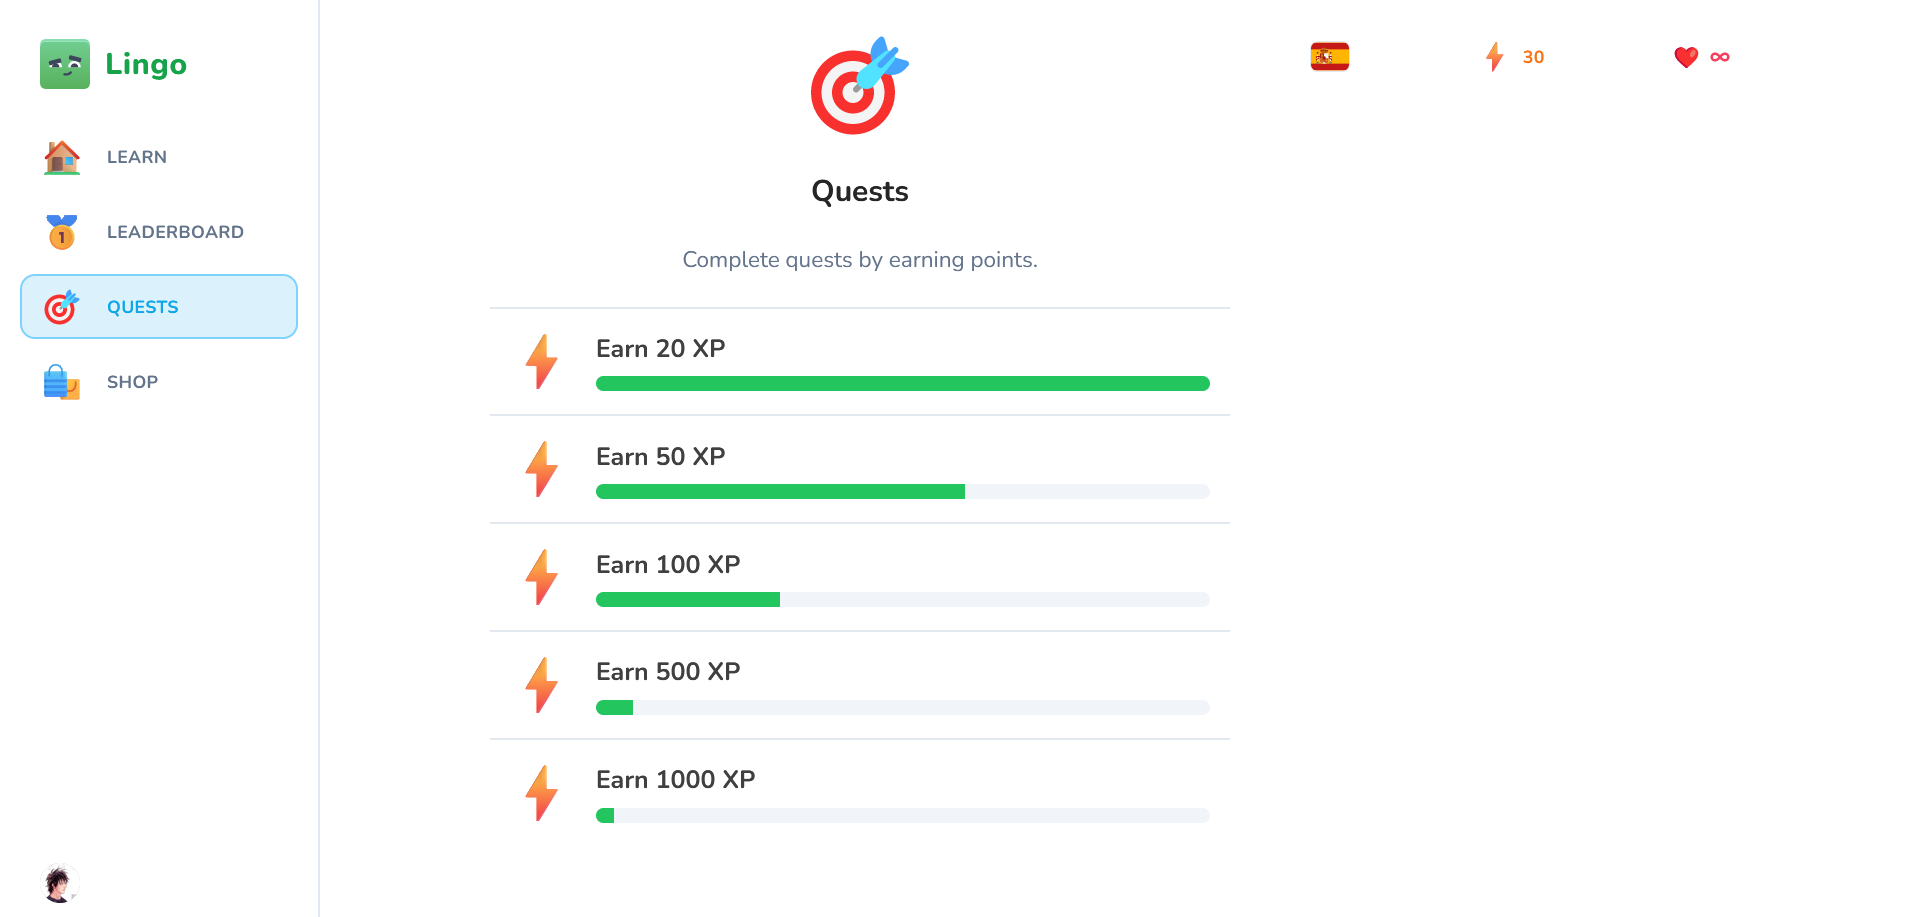 Lingo
LEARN
LEADERBOARD
QUESTS
SHOP
Quests
Complete quests by earning points.
Earn 20 XP
Earn 50 XP
Earn 100 XP
Earn 500 XP
Earn 1000 XP
30
∞